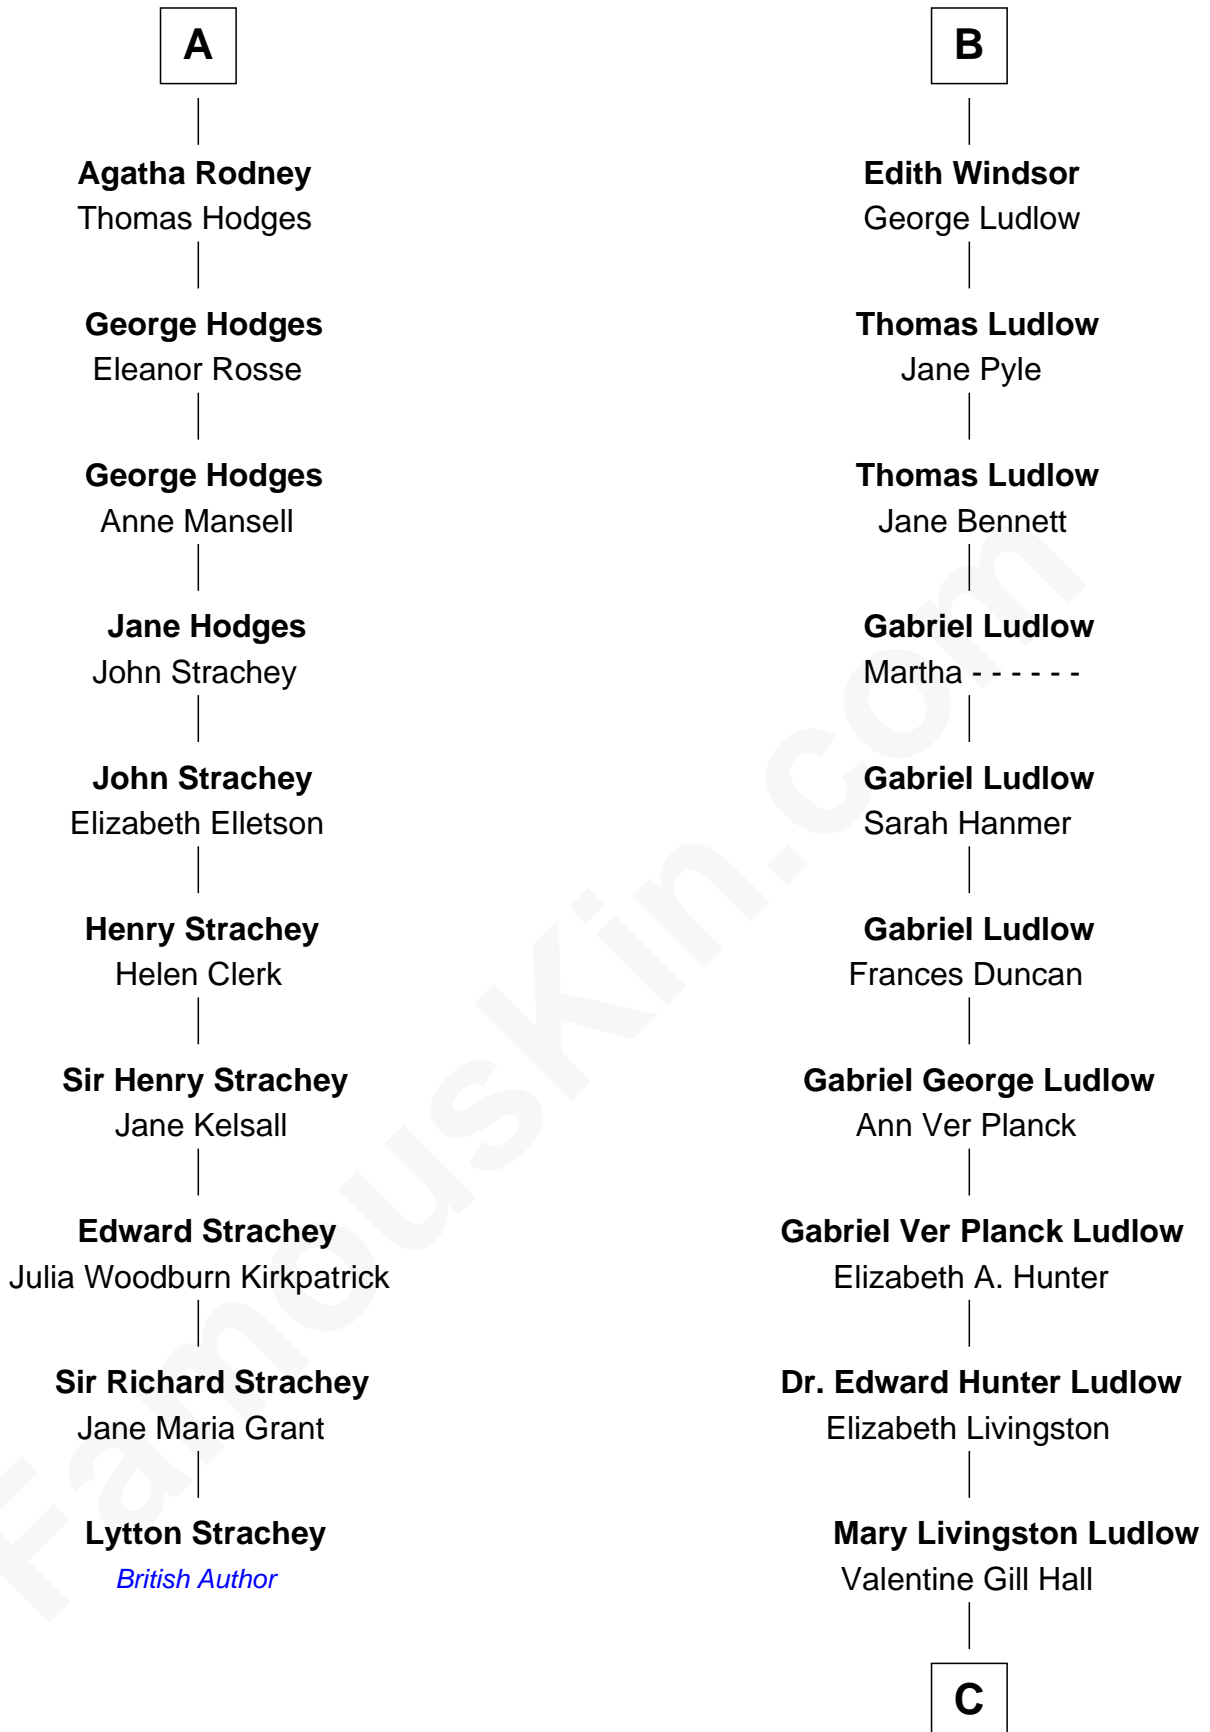 A
Agatha Rodney
Thomas Hodges
George Hodges
Eleanor Rosse
George Hodges
Anne Mansell
Jane Hodges
John Strachey
John Strachey
Elizabeth Elletson
Henry Strachey
Helen Clerk
Sir Henry Strachey
Jane Kelsall
Edward Strachey
Julia Woodburn Kirkpatrick
Sir Richard Strachey
Jane Maria Grant
Lytton Strachey
British Author
B
Edith Windsor
George Ludlow
Thomas Ludlow
Jane Pyle
Thomas Ludlow
Jane Bennett
Gabriel Ludlow
Martha - - - - - -
Gabriel Ludlow
Sarah Hanmer
Gabriel Ludlow
Frances Duncan
Gabriel George Ludlow
Ann Ver Planck
Gabriel Ver Planck Ludlow
Elizabeth A. Hunter
Dr. Edward Hunter Ludlow
Elizabeth Livingston
Mary Livingston Ludlow
Valentine Gill Hall
C
FamousKin.com